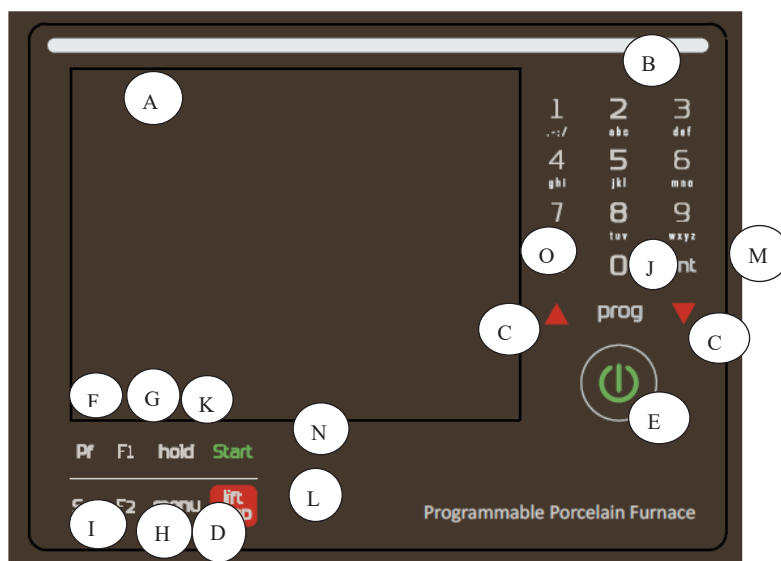 A
B
1 2 3
.-:/ abc def
4 5 6
ghi jkl mno
7 8 9
tuv wxyz
O 0 J M
C prog C
E
F G K
N
Pf F1 hold Start
L
F2 lift
I H D
Programmable Porcelain Furnace